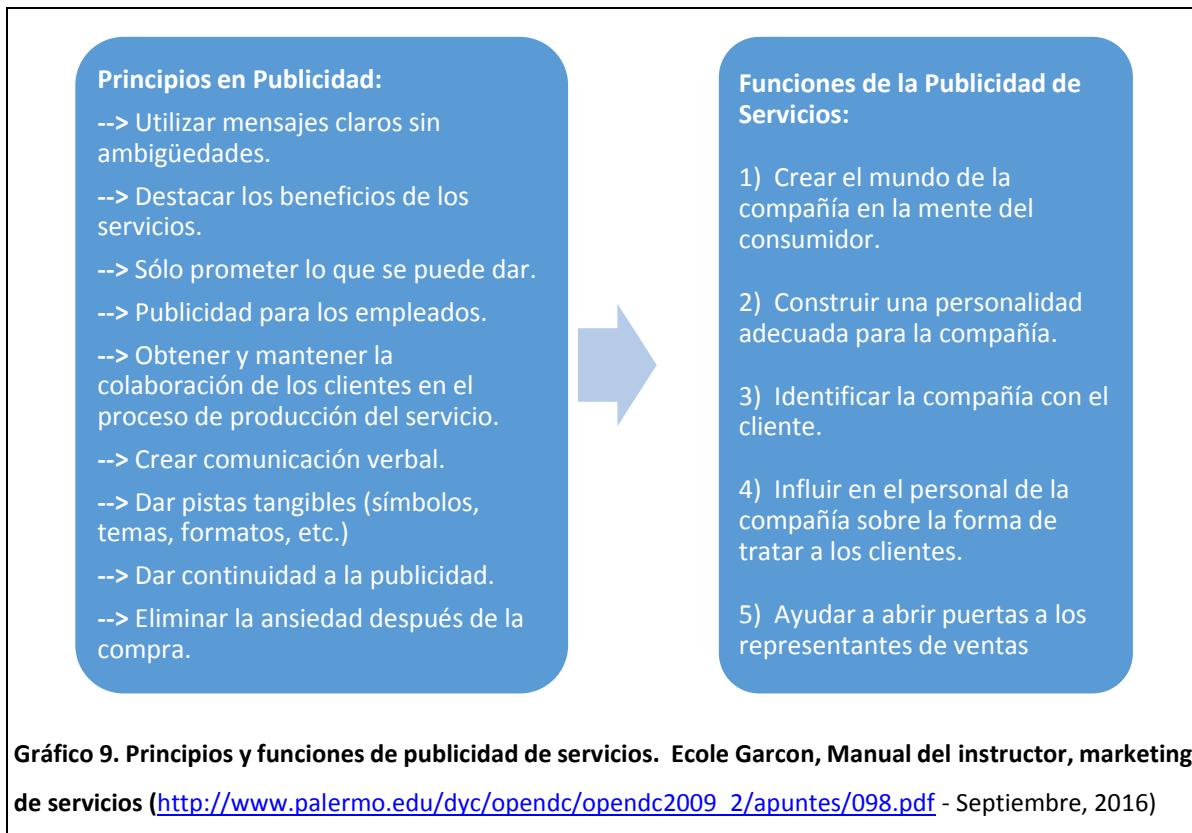 Principios en Publicidad:
--> Utilizar mensajes claros sin
ambigüedades.
--> Destacar los beneficios de los
servicios.
--> Sólo prometer lo que se puede dar.
--> Publicidad para los empleados.
--> Obtener y mantener la
colaboración de los clientes en el
proceso de producción del servicio.
--> Crear comunicación verbal.
--> Dar pistas tangibles (símbolos,
temas, formatos, etc.)
--> Dar continuidad a la publicidad.
--> Eliminar la ansiedad después de la
compra.
Funciones de la Publicidad de
Servicios:
1) Crear el mundo de la
compañía en la mente del
consumidor.
2) Construir una personalidad
adecuada para la compañía.
3) Identificar la compañía con el
cliente.
4) Influir en el personal de la
compañía sobre la forma de
tratar a los clientes.
5) Ayudar a abrir puertas a los
representantes de ventas
Gráfico 9. Principios y funciones de publicidad de servicios. Ecole Garcon, Manual del instructor, marketing
de servicios (http://www.palermo.edu/dyc/opendc/opendc2009_2/apuntes/098.pdf - Septiembre, 2016)